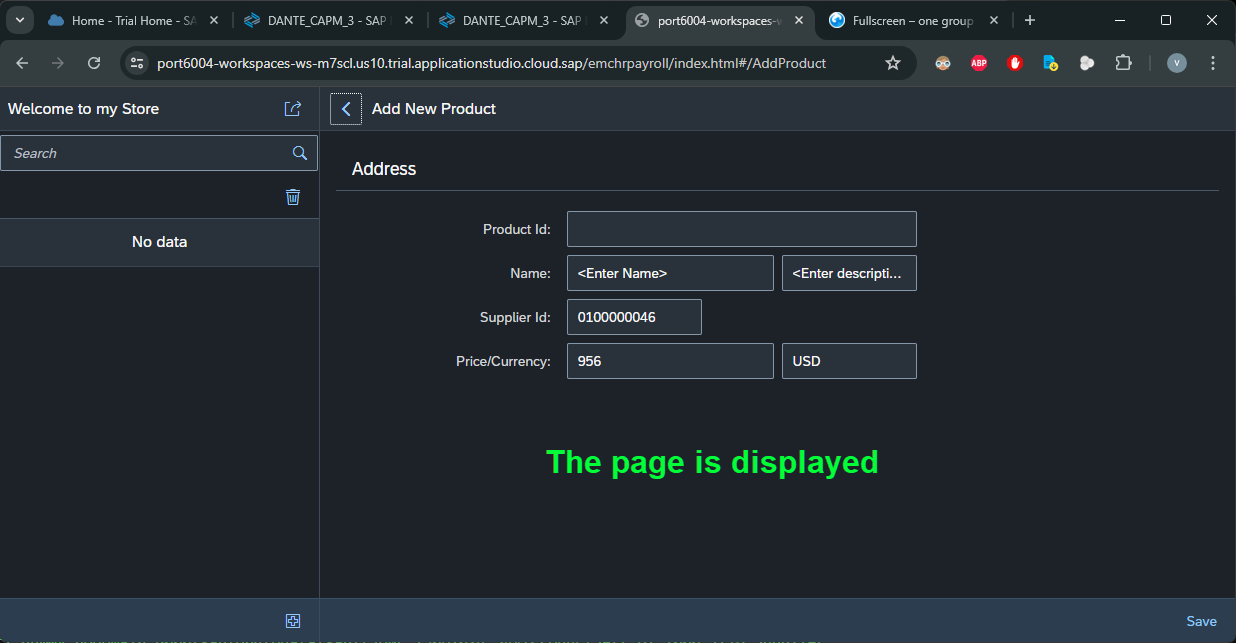 Home - Trial Home - SA
DANTE_CAPM_3 - SAP
DANTE_CAPM_3 - SAP
port6004-workspaces-w
Fullscreen – one group
port6004-workspaces-ws-m7scl.us10.trial.applicationstudio.cloud.sap/emchrpayroll/index.html#/AddProduct
ABP
V
Welcome to my Store
Add New Product
Search
Address
No data
Product Id:
Name: <Enter Name> <Enter descripti...
Supplier Id: 0100000046
Price/Currency: 956 USD
The page is displayed
Save